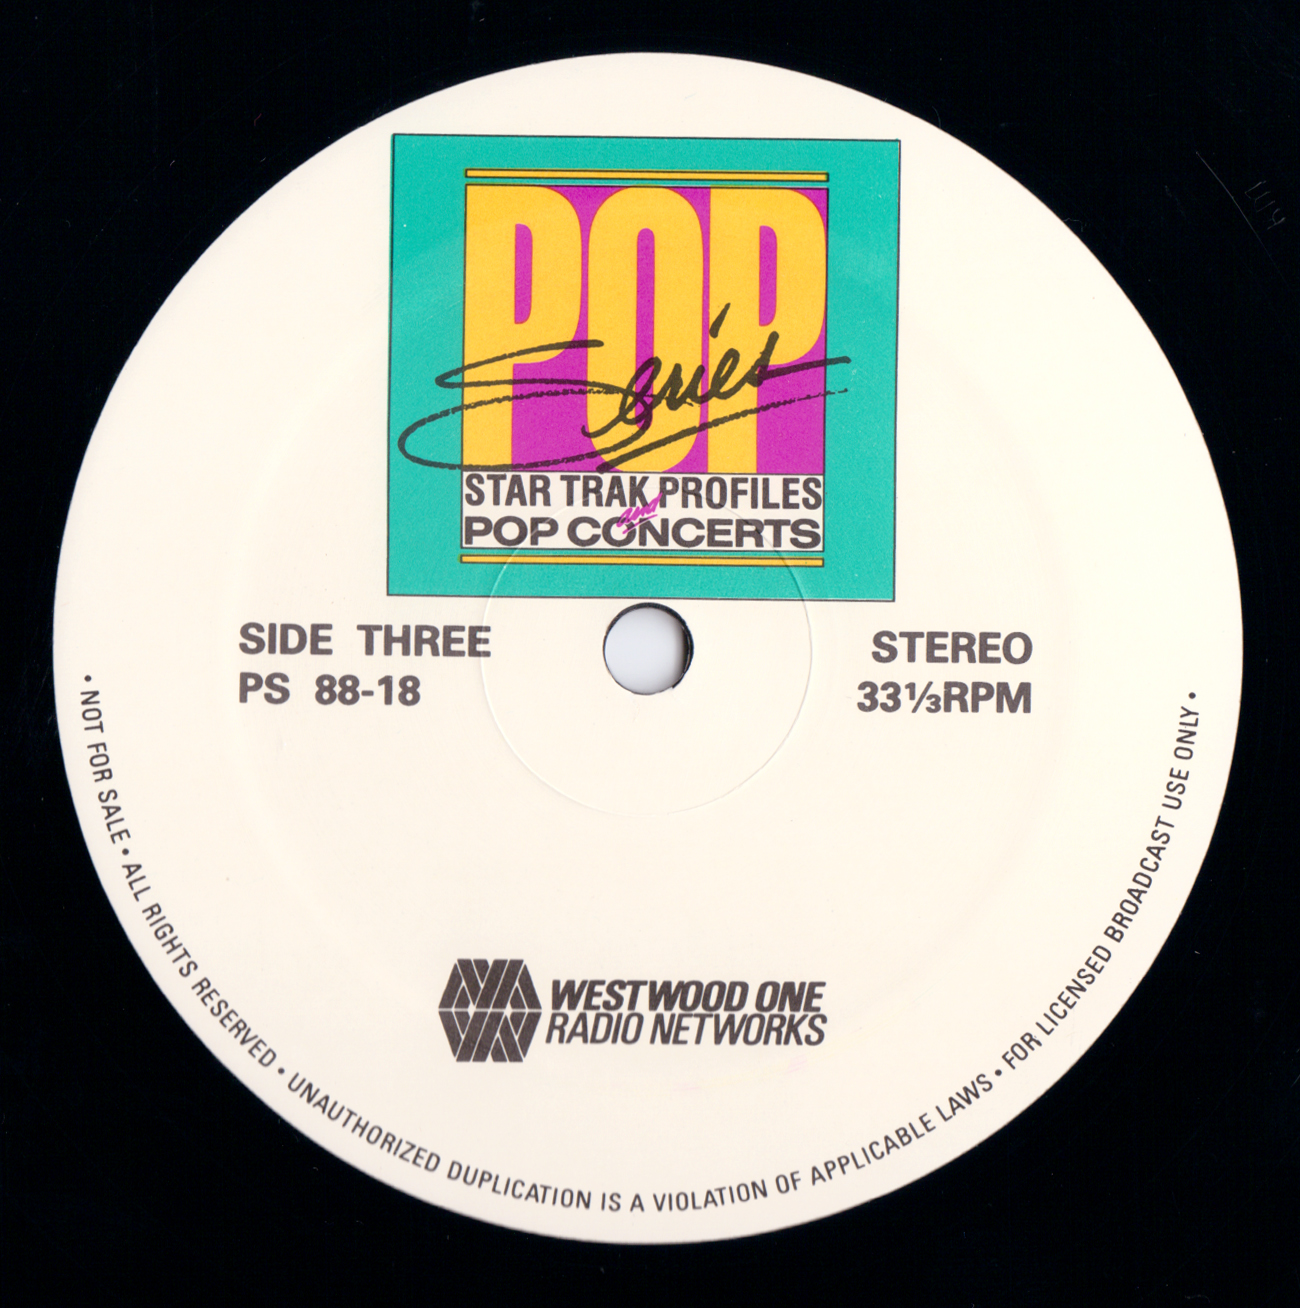 POP
Series
STAR TRAK PROFILES
and
POP CONCERTS
SIDE THREE
PS 88-18
STEREO
33⅓RPM
WESTWOOD ONE
RADIO NETWORKS
• NOT FOR SALE • ALL RIGHTS RESERVED • UNAUTHORIZED DUPLICATION IS A VIOLATION OF APPLICABLE LAWS • FOR LICENSED BROADCAST USE ONLY •